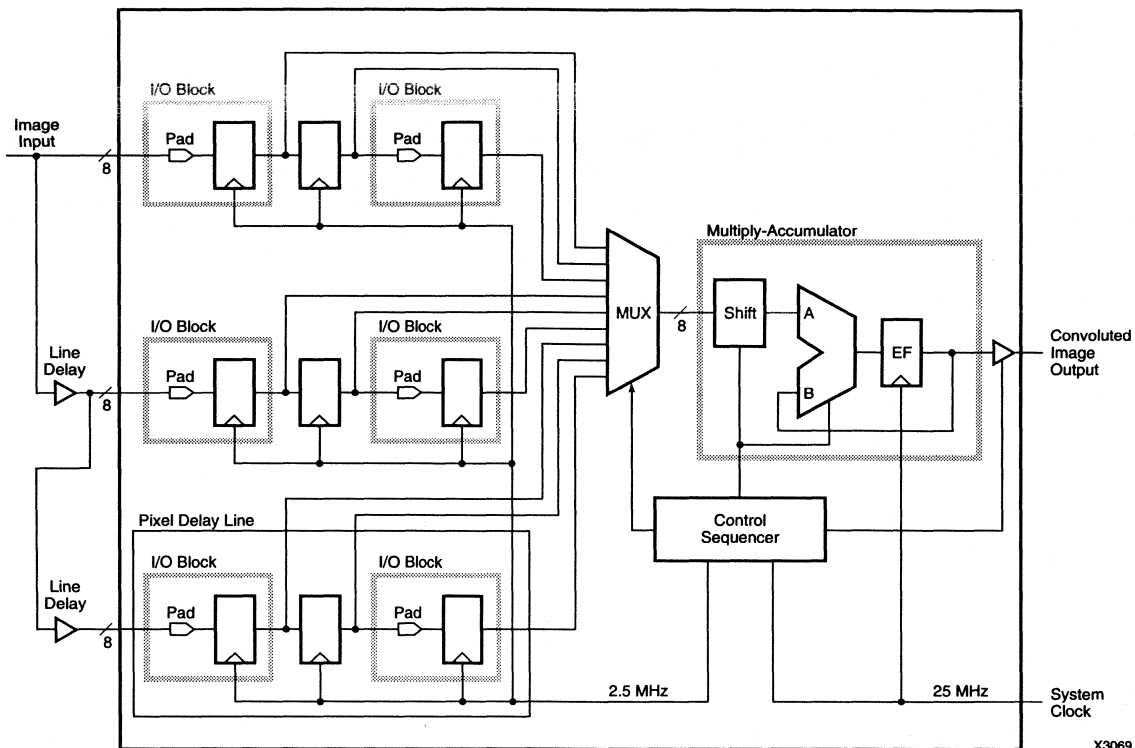 I/O Block
I/O Block
Image
Input
Pad
Pad
8
Multiply-Accumulator
I/O Block
I/O Block
MUX
8
Shift
A
B
EF
Convoluted
Image
Output
Line
Delay
Pad
Pad
8
Pixel Delay Line
I/O Block
I/O Block
Control
Sequencer
Line
Delay
Pad
Pad
8
2.5 MHz
25 MHz
System
Clock
X3069